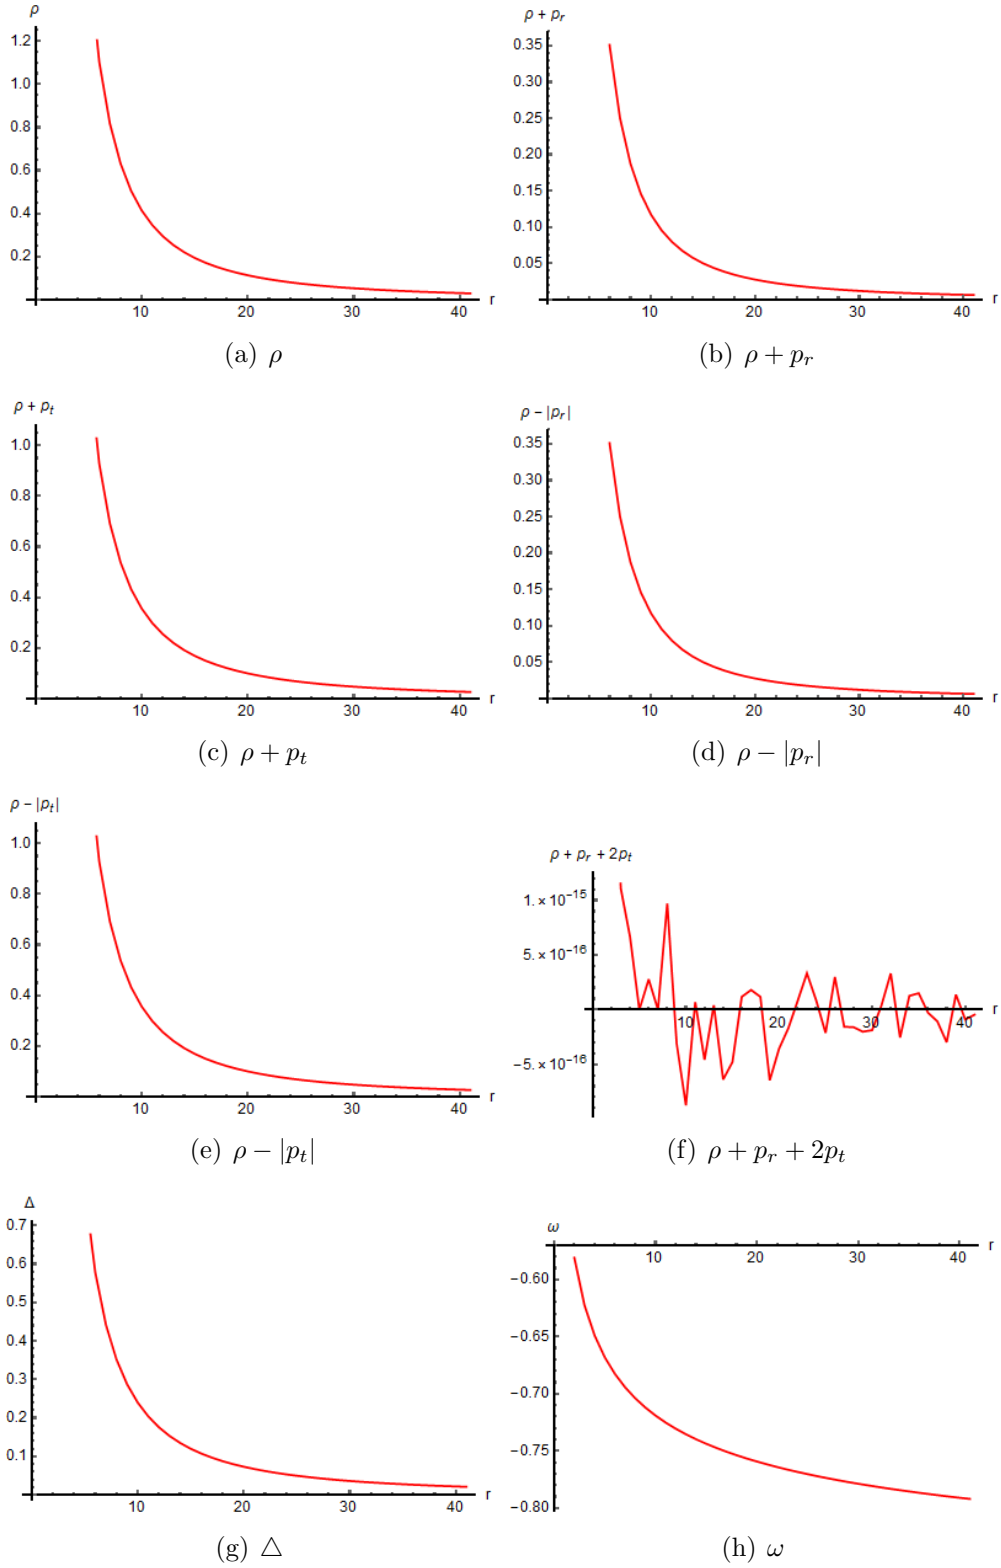 ρ
1.2
1.0
0.8
0.6
0.4
0.2
10 20 30 40 r
(a) ρ
ρ + p_r
0.35
0.30
0.25
0.20
0.15
0.10
0.05
10 20 30 40 r
(b) ρ + p_r
ρ + p_t
1.0
0.8
0.6
0.4
0.2
10 20 30 40 r
(c) ρ + p_t
ρ − |p_r|
0.35
0.30
0.25
0.20
0.15
0.10
0.05
10 20 30 40 r
(d) ρ − |p_r|
ρ − |p_t|
1.0
0.8
0.6
0.4
0.2
10 20 30 40 r
(e) ρ − |p_t|
ρ + p_r + 2p_t
1. × 10^-15
5. × 10^-16
10 20 30 40 r
−5. × 10^-16
(f) ρ + p_r + 2p_t
Δ
0.7
0.6
0.5
0.4
0.3
0.2
0.1
10 20 30 40 r
(g) △
ω
10 20 30 40 r
−0.60
−0.65
−0.70
−0.75
−0.80
(h) ω